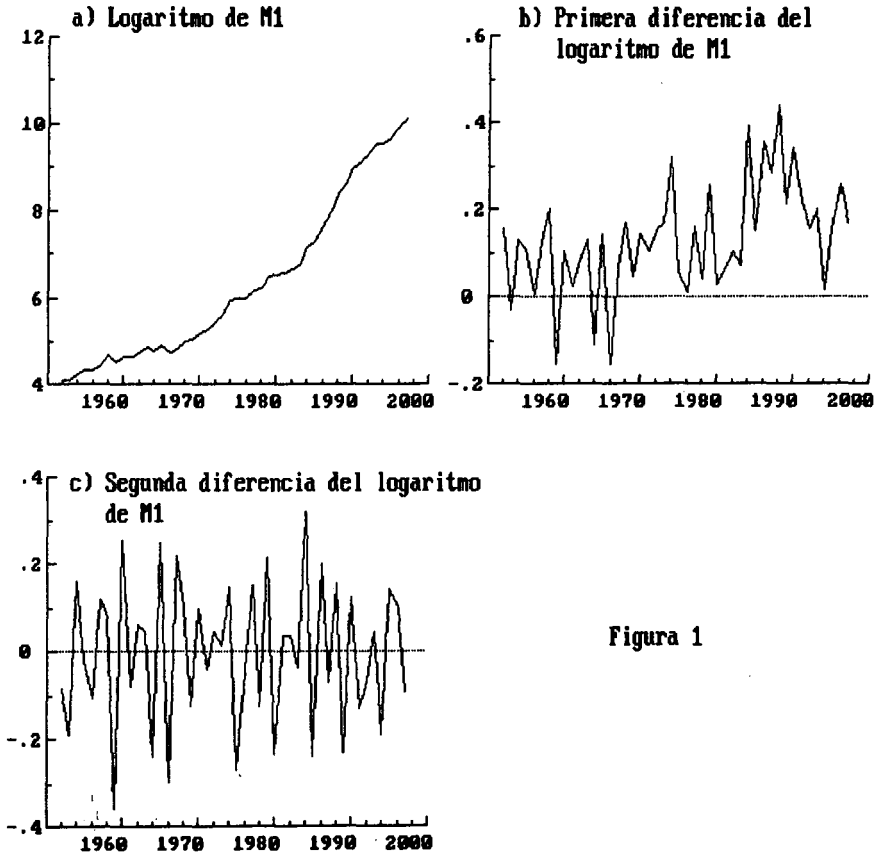 a) Logaritmo de M1
12
10
8
6
4
1960 1970 1980 1990 2000
b) Primera diferencia del
logaritmo de M1
.6
.4
.2
0
-.2
1960 1970 1980 1990 2000
c) Segunda diferencia del logaritmo
de M1
.4
.2
0
-.2
-.4
1960 1970 1980 1990 2000
Figura 1